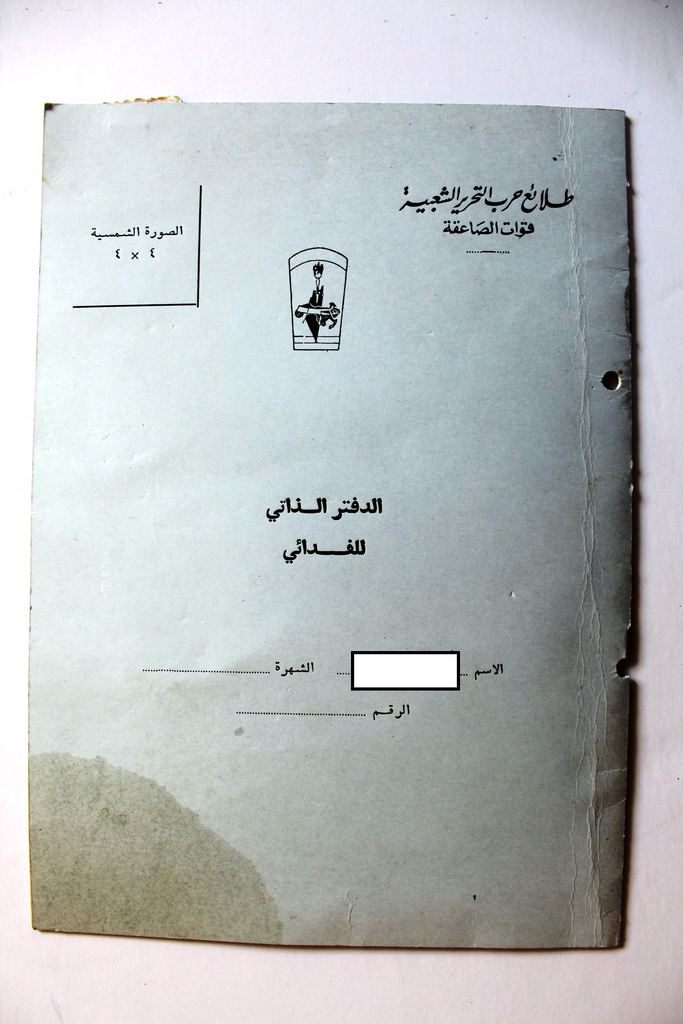 طلائع حرب التحرير الشعبية
قوات الصاعقة
الصورة الشمسية
٤ × ٤
الدفتر الذاتي
للفدائي
الاسم الشهرة
الرقم